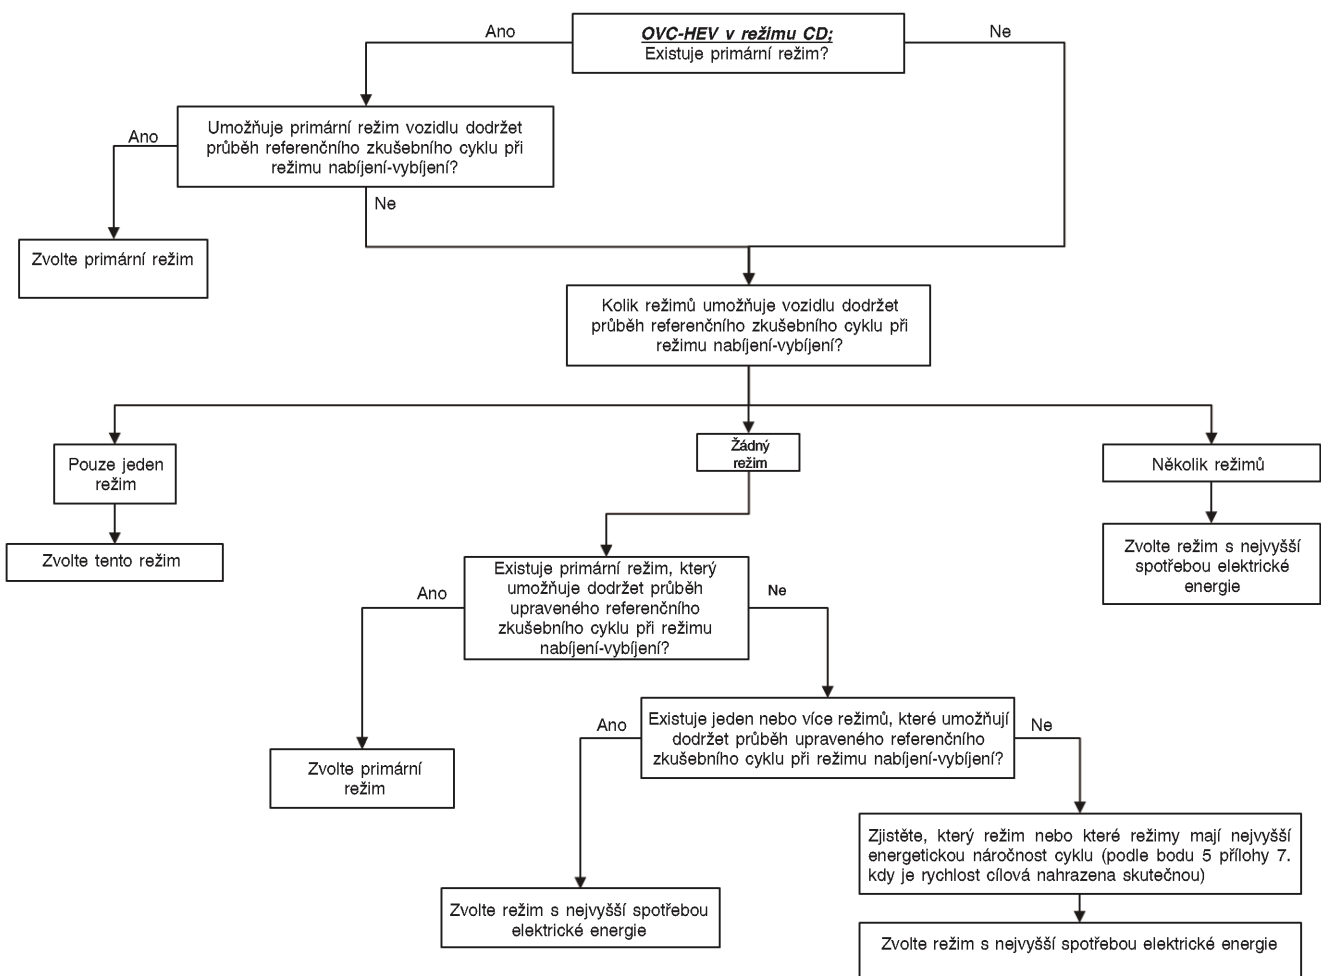 OVC-HEV v režimu CD;
Existuje primární režim?
Ano
Ne
Umožňuje primární režim vozidlu dodržet
průběh referenčního zkušebního cyklu při
režimu nabíjení-vybíjení?
Ano
Ne
Zvolte primární režim
Kolik režimů umožňuje vozidlu dodržet
průběh referenčního zkušebního cyklu při
režimu nabíjení-vybíjení?
Pouze jeden
režim
Žádný
režim
Několik režimů
Zvolte tento režim
Zvolte režim s nejvyšší
spotřebou elektrické
energie
Existuje primární režim, který
umožňuje dodržet průběh
upraveného referenčního
zkušebního cyklu při režimu
nabíjení-vybíjení?
Ano
Ne
Zvolte primární
režim
Existuje jeden nebo více režimů, které umožňují
dodržet průběh upraveného referenčního
zkušebního cyklu při režimu nabíjení-vybíjení?
Ano
Ne
Zjistěte, který režim nebo které režimy mají nejvyšší
energetickou náročnost cyklu (podle bodu 5 přílohy 7.
kdy je rychlost cílová nahrazena skutečnou)
Zvolte režim s nejvyšší spotřebou
elektrické energie
Zvolte režim s nejvyšší spotřebou elektrické energie